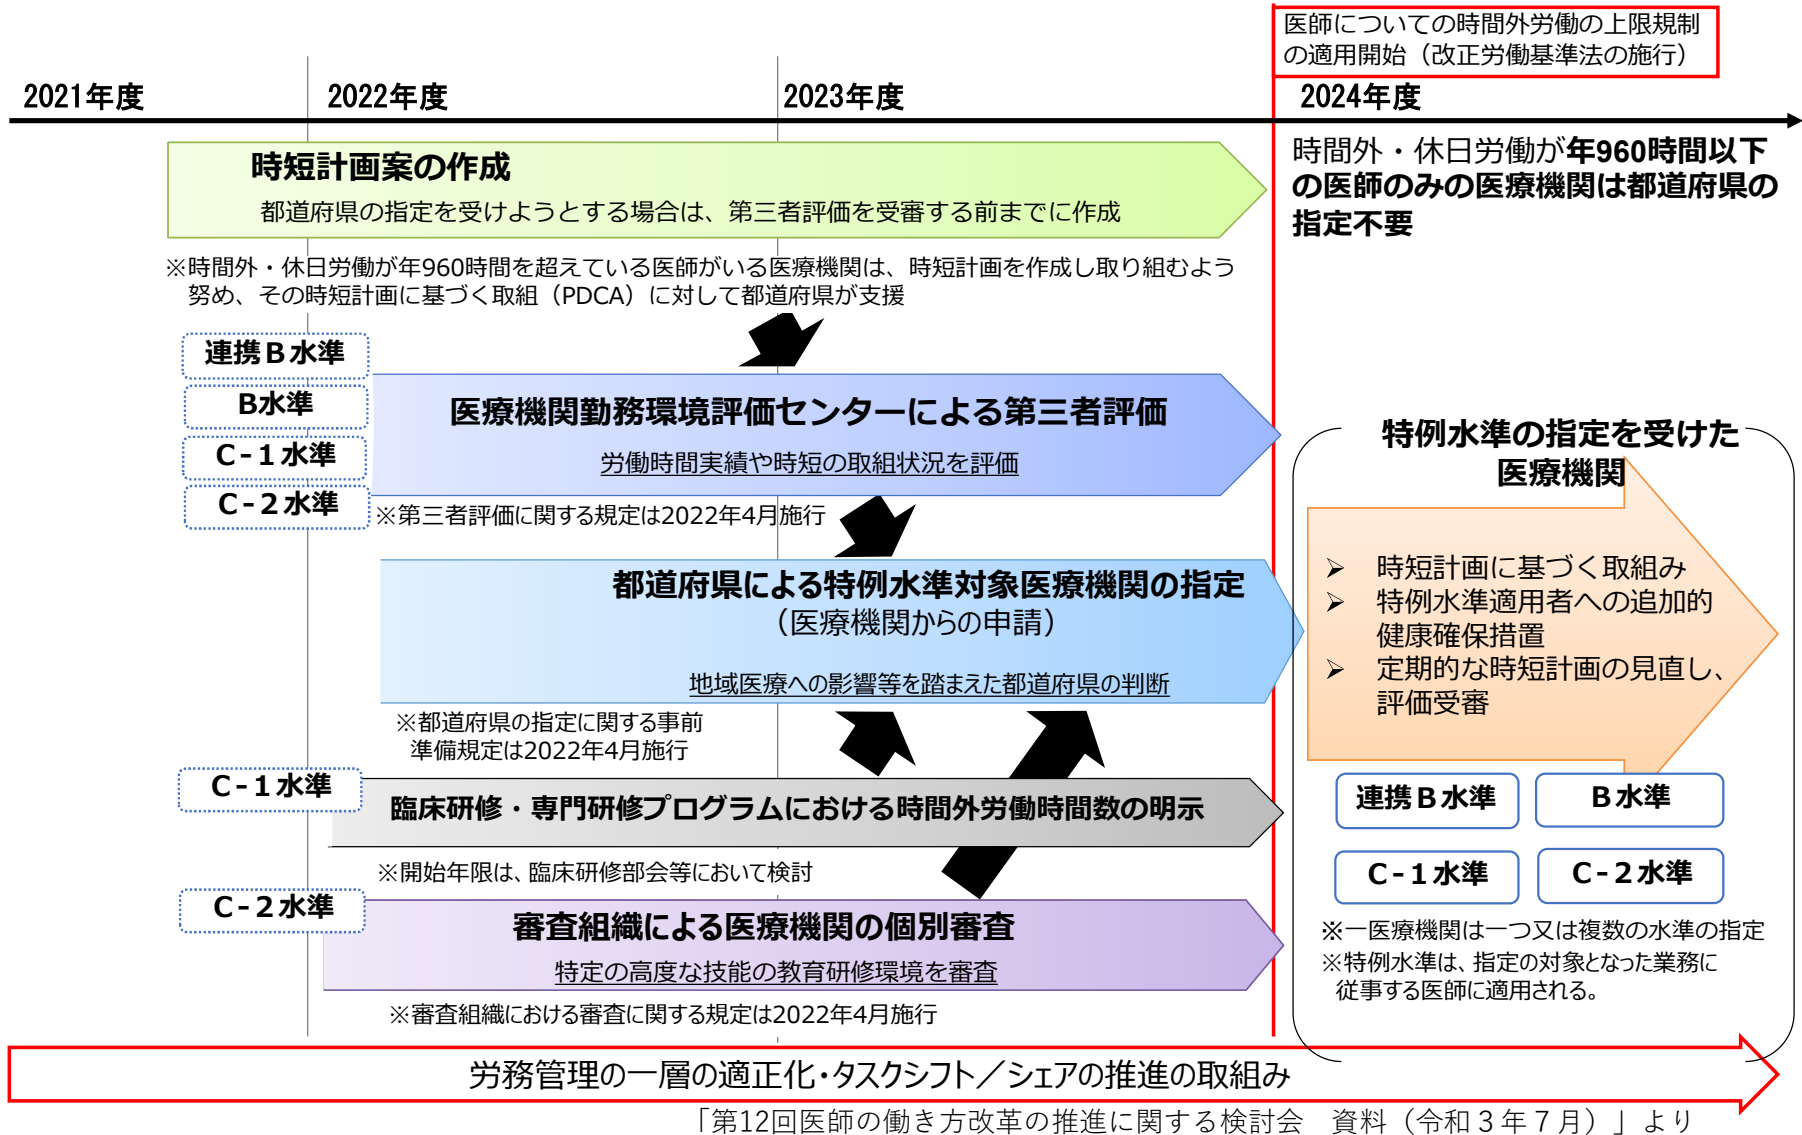 医師についての時間外労働の上限規制
の適用開始（改正労働基準法の施行）
2021年度
2022年度
2023年度
2024年度
時短計画案の作成
都道府県の指定を受けようとする場合は、第三者評価を受審する前までに作成
時間外・休日労働が年960時間以下
の医師のみの医療機関は都道府県の
指定不要
※時間外・休日労働が年960時間を超えている医師がいる医療機関は、時短計画を作成し取り組むよう
努め、その時短計画に基づく取組（PDCA）に対して都道府県が支援
連携Ｂ水準
B水準
Ｃ-１水準
Ｃ-２水準
医療機関勤務環境評価センターによる第三者評価
労働時間実績や時短の取組状況を評価
※第三者評価に関する規定は2022年4月施行
都道府県による特例水準対象医療機関の指定
（医療機関からの申請）
地域医療への影響等を踏まえた都道府県の判断
※都道府県の指定に関する事前
準備規定は2022年4月施行
Ｃ-１水準
臨床研修・専門研修プログラムにおける時間外労働時間数の明示
※開始年限は、臨床研修部会等において検討
Ｃ-２水準
審査組織による医療機関の個別審査
特定の高度な技能の教育研修環境を審査
※審査組織における審査に関する規定は2022年4月施行
特例水準の指定を受けた
医療機関
➢ 時短計画に基づく取組み
➢ 特例水準適用者への追加的
健康確保措置
➢ 定期的な時短計画の見直し、
評価受審
連携Ｂ水準
Ｂ水準
Ｃ-１水準
Ｃ-２水準
※一医療機関は一つ又は複数の水準の指定
※特例水準は、指定の対象となった業務に
従事する医師に適用される。
労務管理の一層の適正化・タスクシフト／シェアの推進の取組み
「第12回医師の働き方改革の推進に関する検討会　資料（令和３年７月）」より